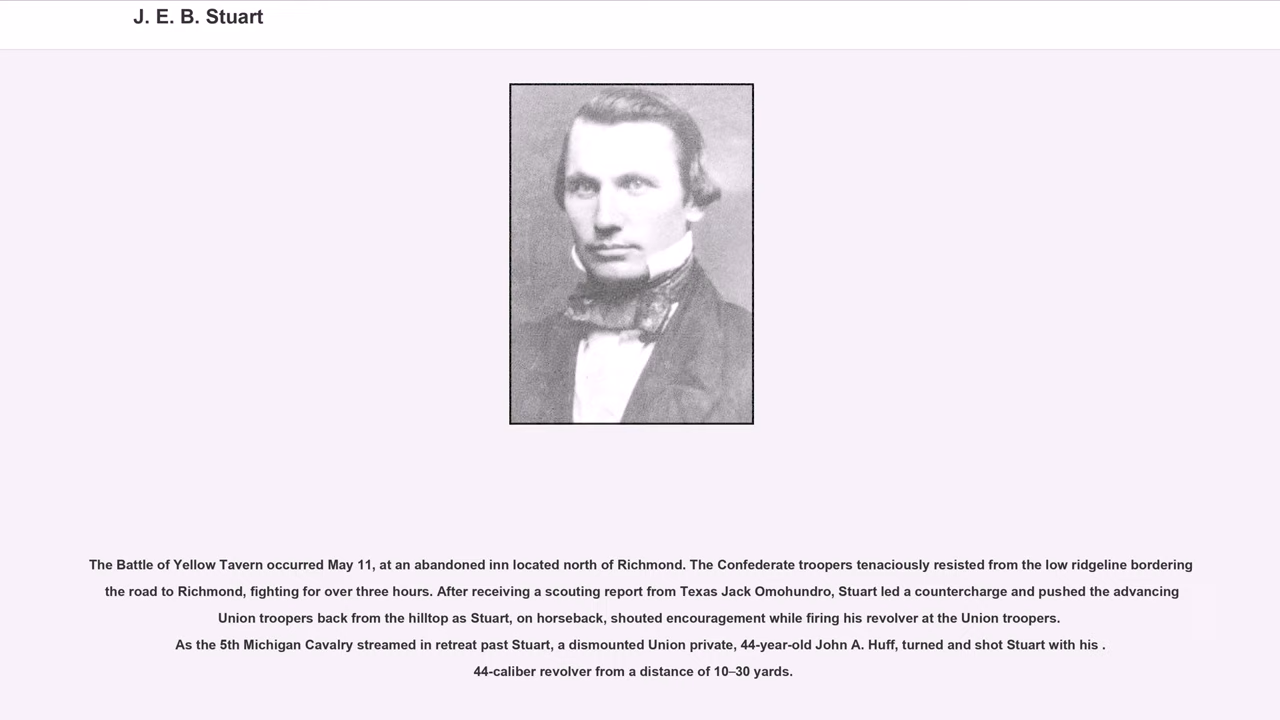 J. E. B. Stuart
The Battle of Yellow Tavern occurred May 11, at an abandoned inn located north of Richmond. The Confederate troopers tenaciously resisted from the low ridgeline bordering
the road to Richmond, fighting for over three hours. After receiving a scouting report from Texas Jack Omohundro, Stuart led a countercharge and pushed the advancing
Union troopers back from the hilltop as Stuart, on horseback, shouted encouragement while firing his revolver at the Union troopers.
As the 5th Michigan Cavalry streamed in retreat past Stuart, a dismounted Union private, 44-year-old John A. Huff, turned and shot Stuart with his .
44-caliber revolver from a distance of 10–30 yards.